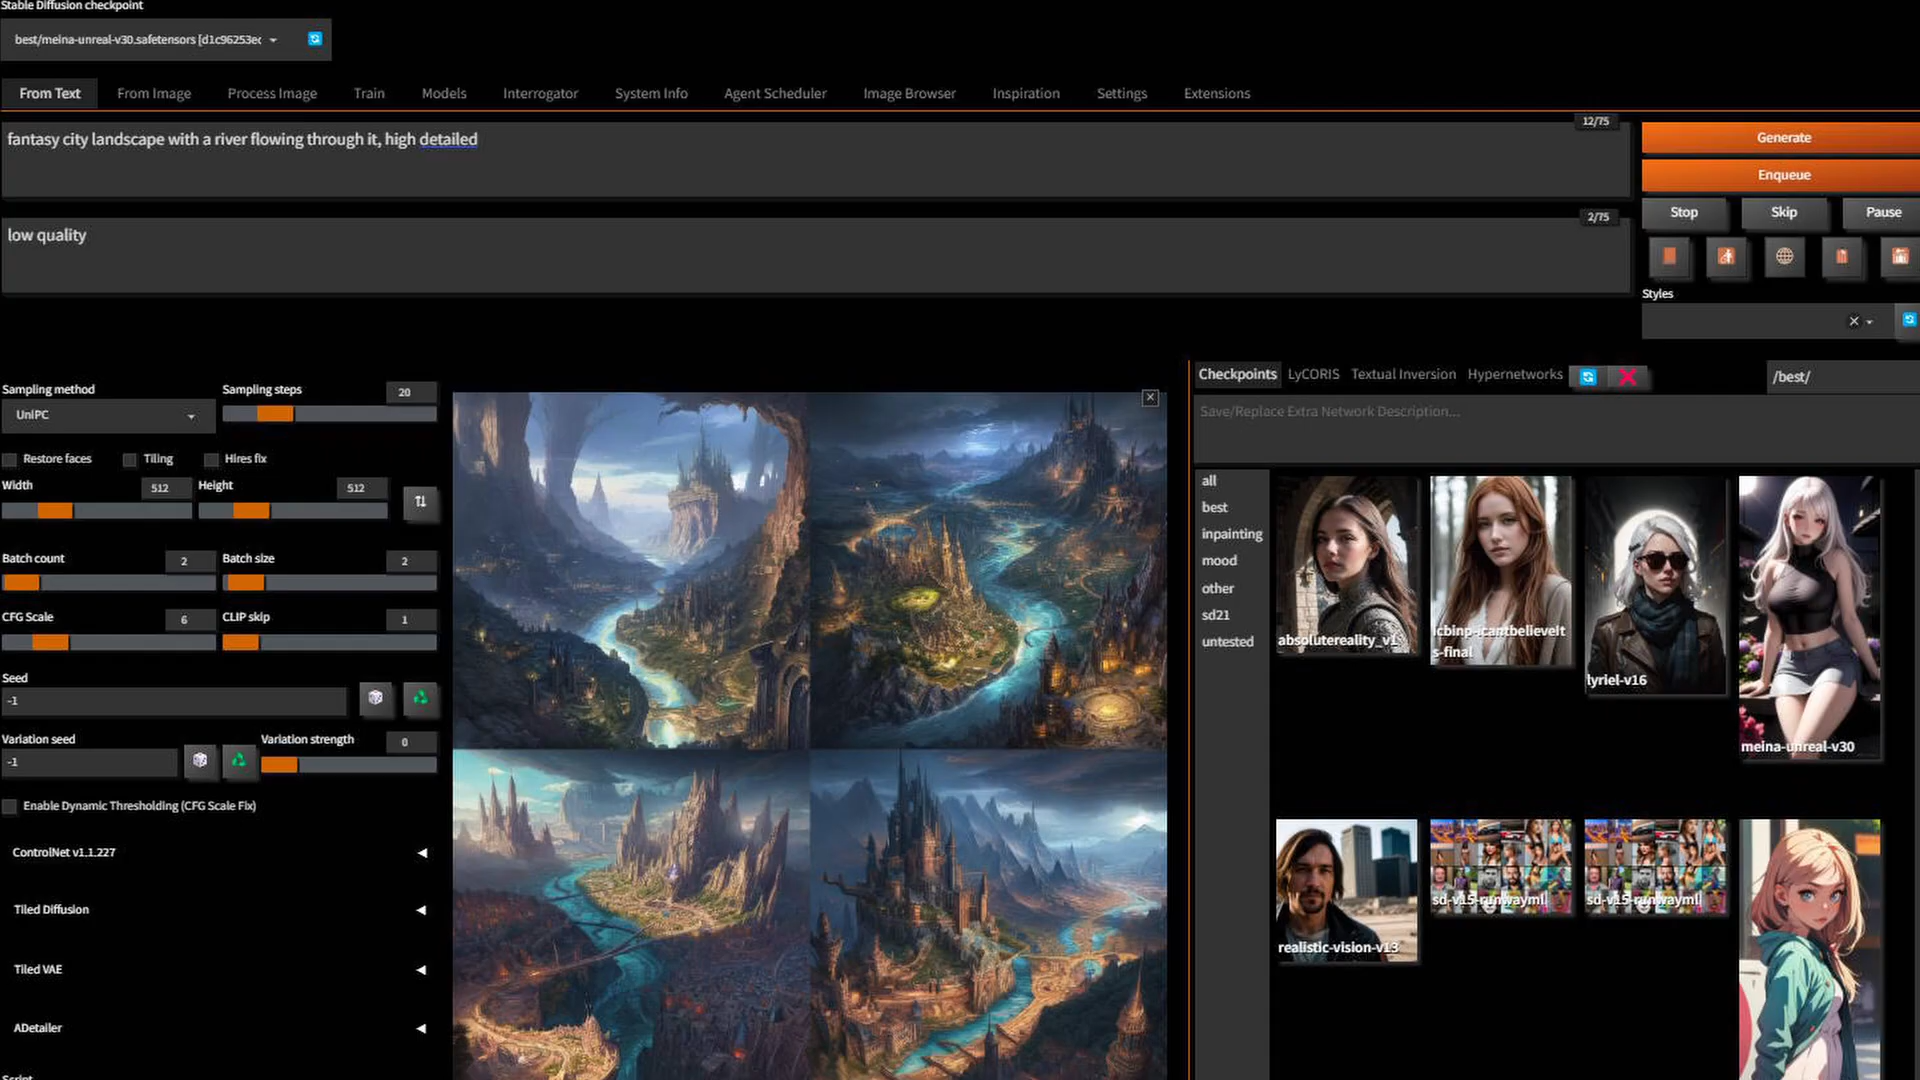 Stable Diffusion checkpoint
best/meina-unreal-v30.safetensors [d1c96253ec
From Text
From Image
Process Image
Train
Models
Interrogator
System Info
Agent Scheduler
Image Browser
Inspiration
Settings
Extensions
12/75
fantasy city landscape with a river flowing through it, high detailed
Generate
Enqueue
2/75
low quality
Stop
Skip
Pause
Styles
Sampling method
UniPC
Sampling steps
20
Restore faces
Tiling
Hires fix
Width
512
Height
512
Batch count
2
Batch size
2
CFG Scale
6
CLIP skip
1
Seed
-1
Variation seed
-1
Variation strength
0
Enable Dynamic Thresholding (CFG Scale Fix)
ControlNet v1.1.227
Tiled Diffusion
Tiled VAE
ADetailer
Script
Checkpoints
LyCORIS
Textual Inversion
Hypernetworks
/best/
Save/Replace Extra Network Description...
all
best
inpainting
mood
other
sd21
untested
absolutereality_v1
icbinp-icantbelieveit
s-final
lyriel-v16
meina-unreal-v30
realistic-vision-v13
sd-v15-runwayml
sd-v15-runwayml